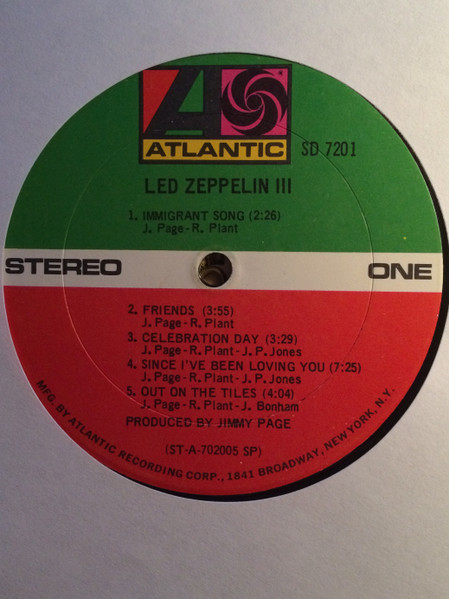 ATLANTIC
SD 7201
LED ZEPPELIN III
1. IMMIGRANT SONG (2:26)
J. Page-R. Plant
STEREO
ONE
2. FRIENDS (3:55)
J. Page-R. Plant
3. CELEBRATION DAY (3:29)
J. Page-R. Plant-J.P.Jones
4. SINCE I'VE BEEN LOVING YOU (7:25)
J. Page-R. Plant-J.P.Jones
5. OUT ON THE TILES (4:04)
J. Page-R. Plant-J. Bonham
PRODUCED BY JIMMY PAGE
(ST-A-702005 SP)
MFG. BY ATLANTIC RECORDING CORP., 1841 BROADWAY, NEW YORK, N.Y.